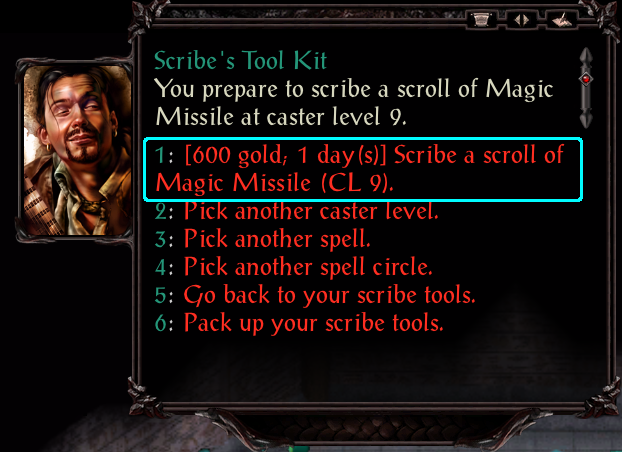 Scribe's Tool Kit
You prepare to scribe a scroll of Magic
Missile at caster level 9.
1: [600 gold; 1 day(s)] Scribe a scroll of
Magic Missile (CL 9).
2: Pick another caster level.
3: Pick another spell.
4: Pick another spell circle.
5: Go back to your scribe tools.
6: Pack up your scribe tools.